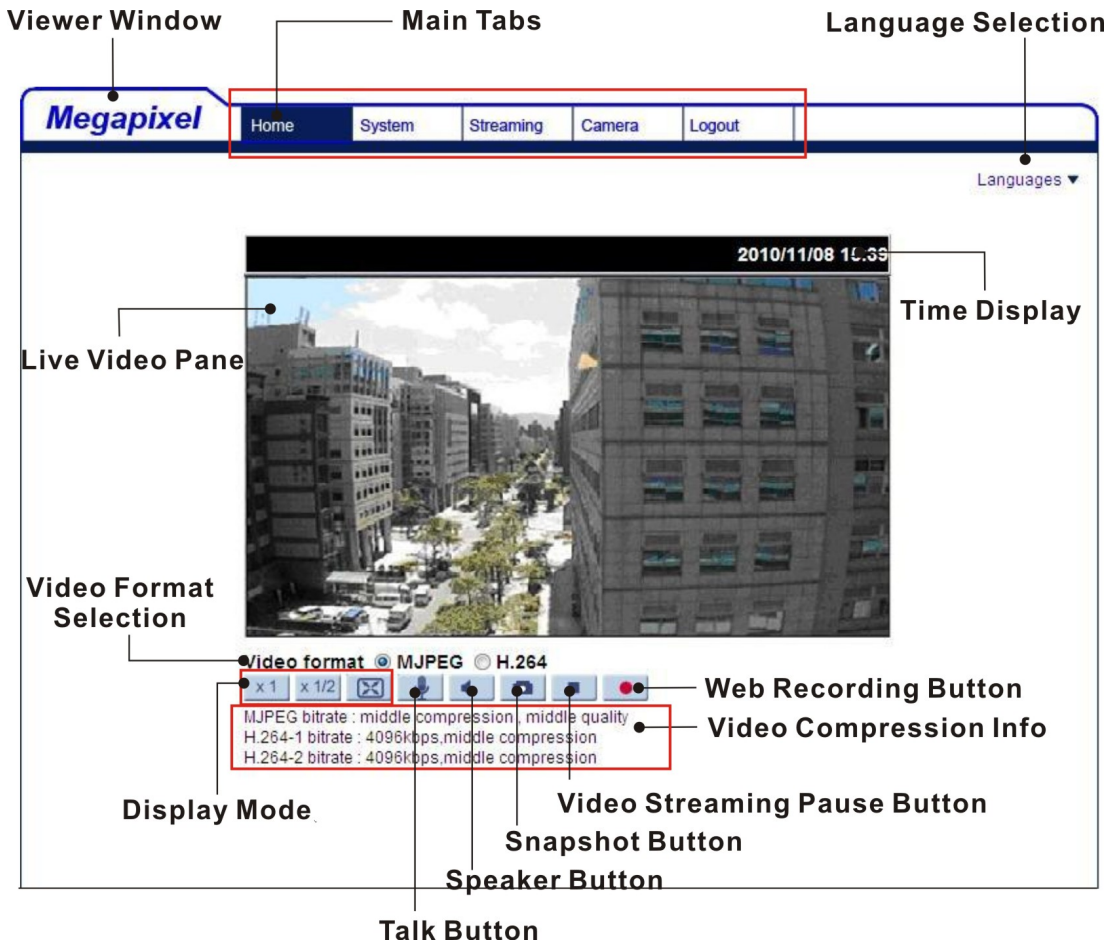 Viewer Window
Main Tabs
Language Selection
Megapixel
Home
System
Streaming
Camera
Logout
Languages
2010/11/08
Time Display
Live Video Pane
Video Format
Selection
Video format MJPEG H.264
x 1
x 1/2
Web Recording Button
MJPEG bitrate : middle compression , middle quality
H.264-1 bitrate : 4096kbps,middle compression
H.264-2 bitrate : 4096kbps,middle compression
Video Compression Info
Display Mode
Video Streaming Pause Button
Snapshot Button
Speaker Button
Talk Button